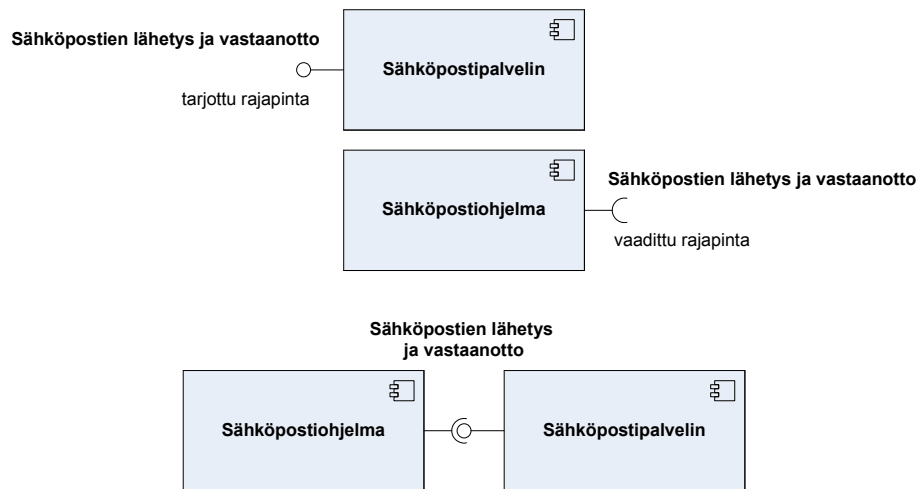 Sähköpostien lähetys ja vastaanotto
Sähköpostipalvelin
tarjottu rajapinta
Sähköpostien lähetys ja vastaanotto
Sähköpostiohjelma
vaadittu rajapinta
Sähköpostien lähetys
ja vastaanotto
Sähköpostiohjelma
Sähköpostipalvelin